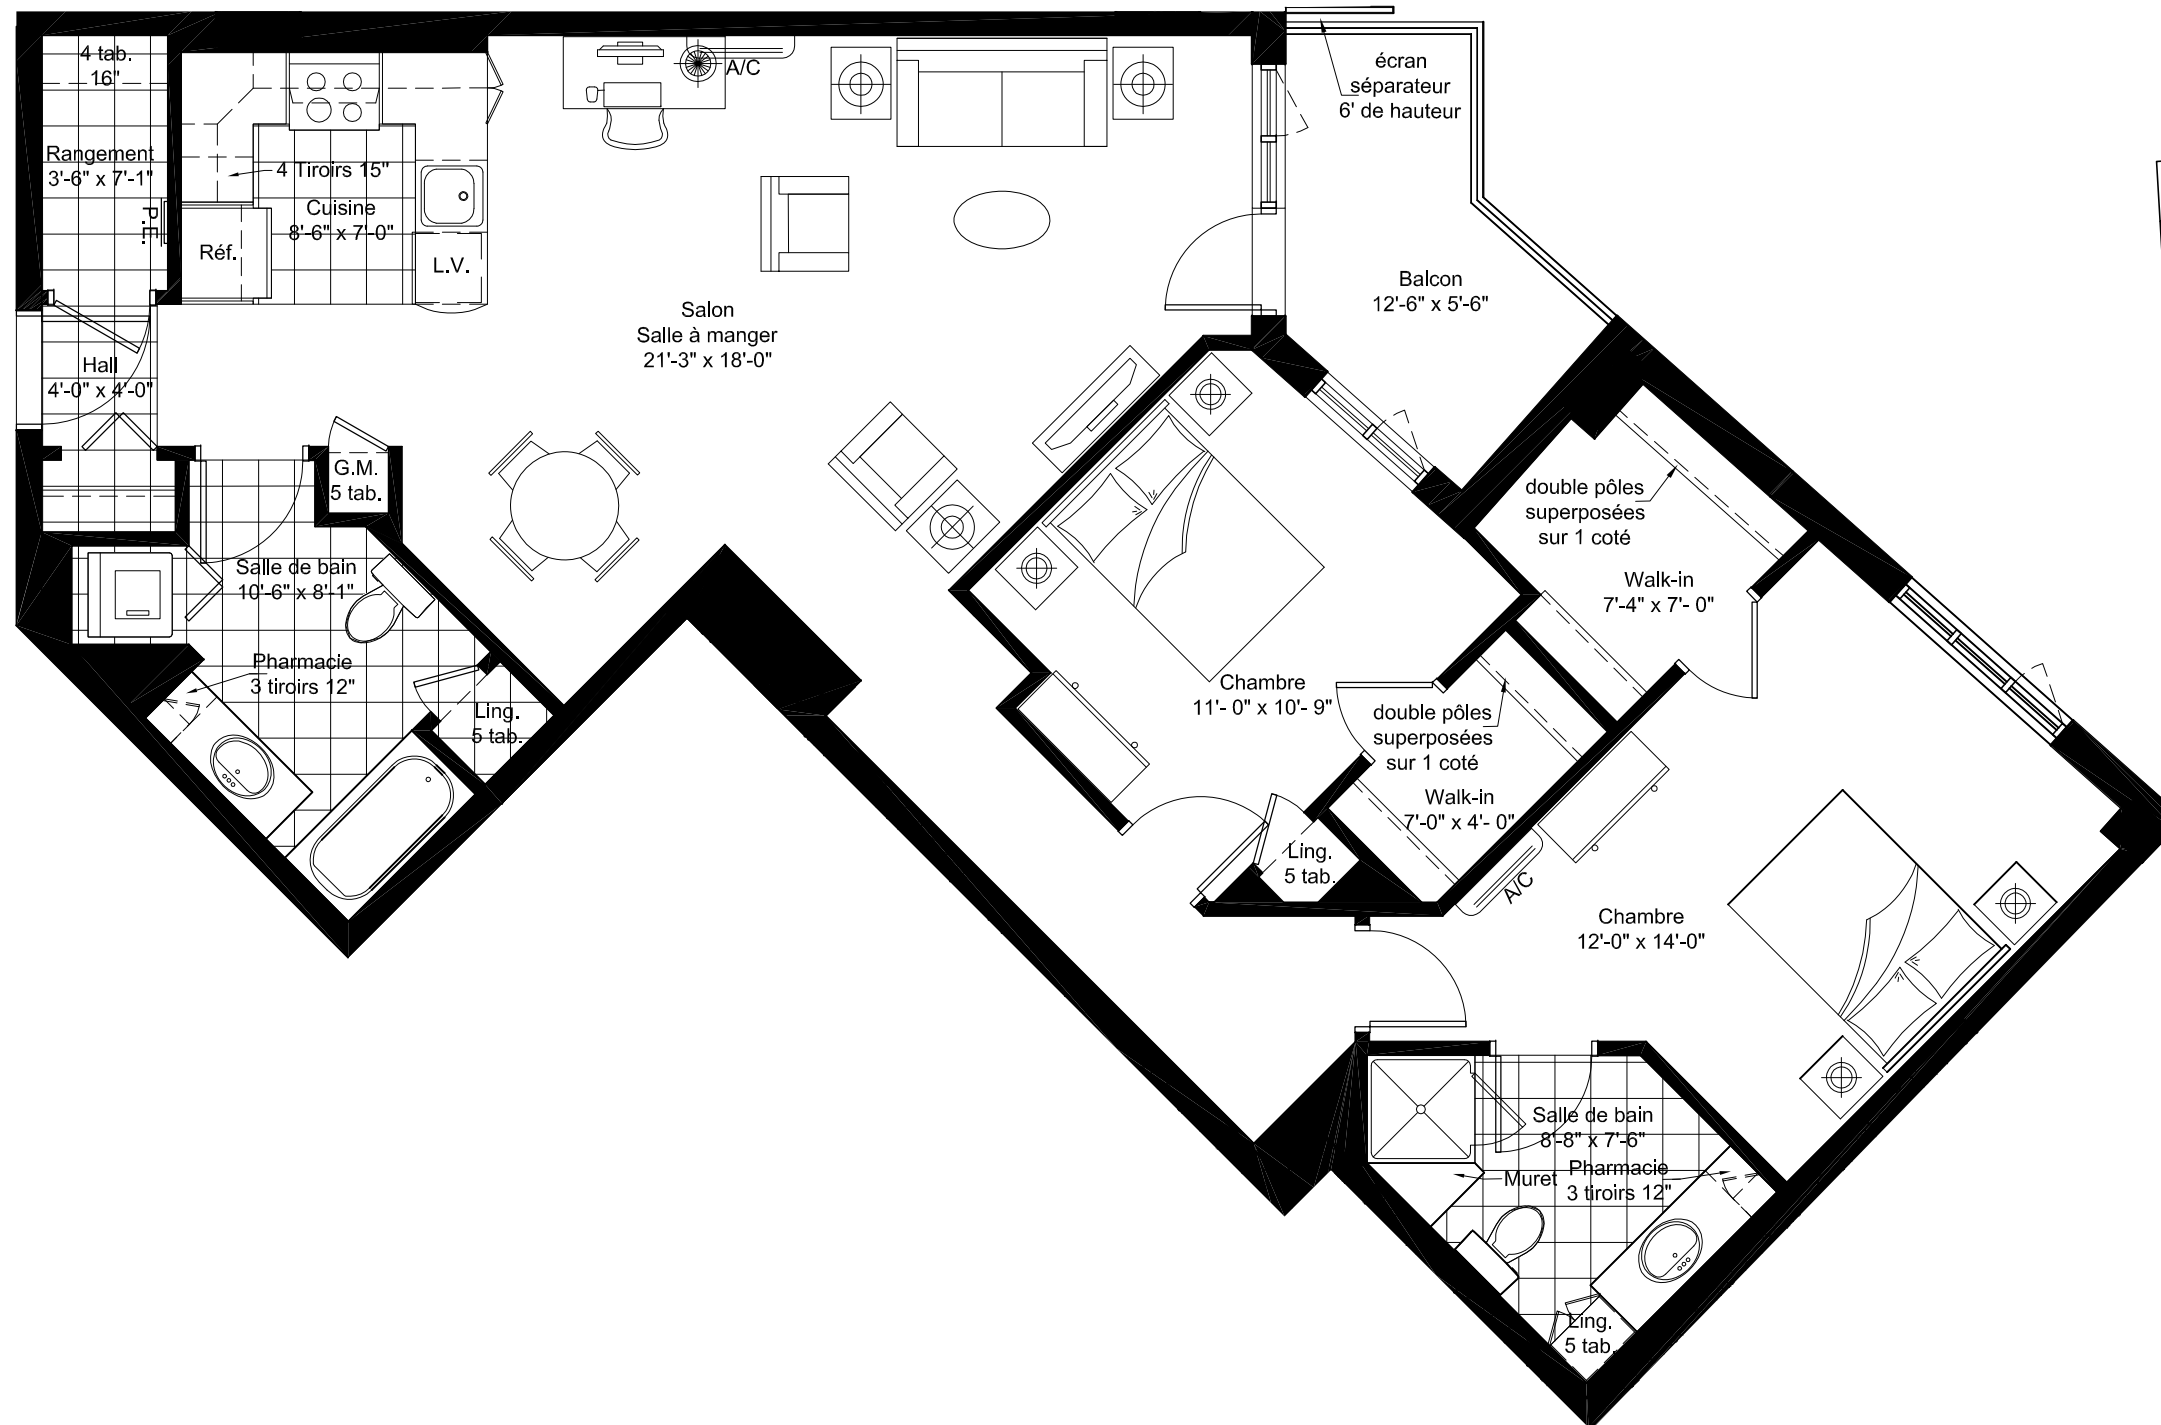 4 tab.
16"
A/C
écran
séparateur
6' de hauteur
Rangement
3'-6" x 7'-1"
4 Tiroirs 15"
Cuisine
8'-6" x 7'-0"
P.E.
Réf.
L.V.
Salon
Salle à manger
21'-3" x 18'-0"
Balcon
12'-6" x 5'-6"
Hall
4'-0" x 4'-0"
G.M.
5 tab.
double pôles
superposées
sur 1 coté
Walk-in
7'-4" x 7'- 0"
Salle de bain
10'-6" x 8'-1"
Pharmacie
3 tiroirs 12"
Ling.
5 tab.
Chambre
11'- 0" x 10'- 9"
double pôles
superposées
sur 1 coté
Walk-in
7'-0" x 4'- 0"
Ling.
5 tab.
A/C
Chambre
12'-0" x 14'-0"
Salle de bain
8'-8" x 7'-6"
Muret
Pharmacie
3 tiroirs 12"
Ling.
5 tab.